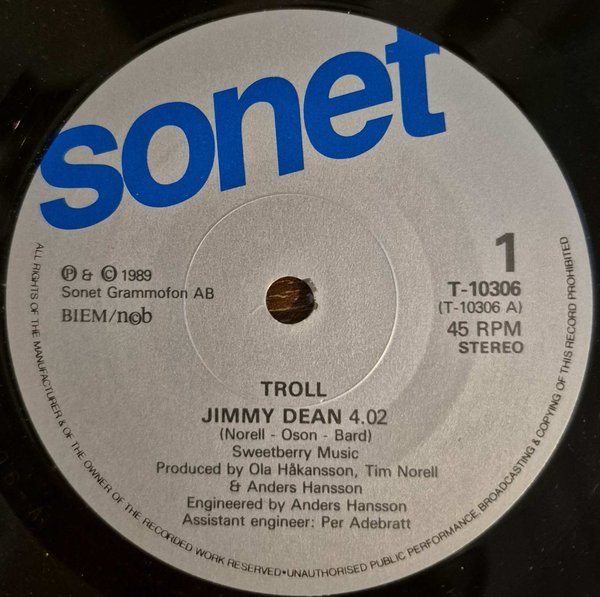 sonet
℗ & © 1989
Sonet Grammofon AB
BIEM/n©b
1
T-10306
(T-10306 A)
45 RPM
STEREO
TROLL
JIMMY DEAN 4.02
(Norell - Oson - Bard)
Sweetberry Music
Produced by Ola Håkansson, Tim Norell
& Anders Hansson
Engineered by Anders Hansson
Assistant engineer: Per Adebratt
ALL RIGHTS OF THE MANUFACTURER & OF THE OWNER OF THE RECORDED WORK RESERVED•UNAUTHORISED PUBLIC PERFORMANCE, BROADCASTING & COPYING OF THIS RECORD PROHIBITED